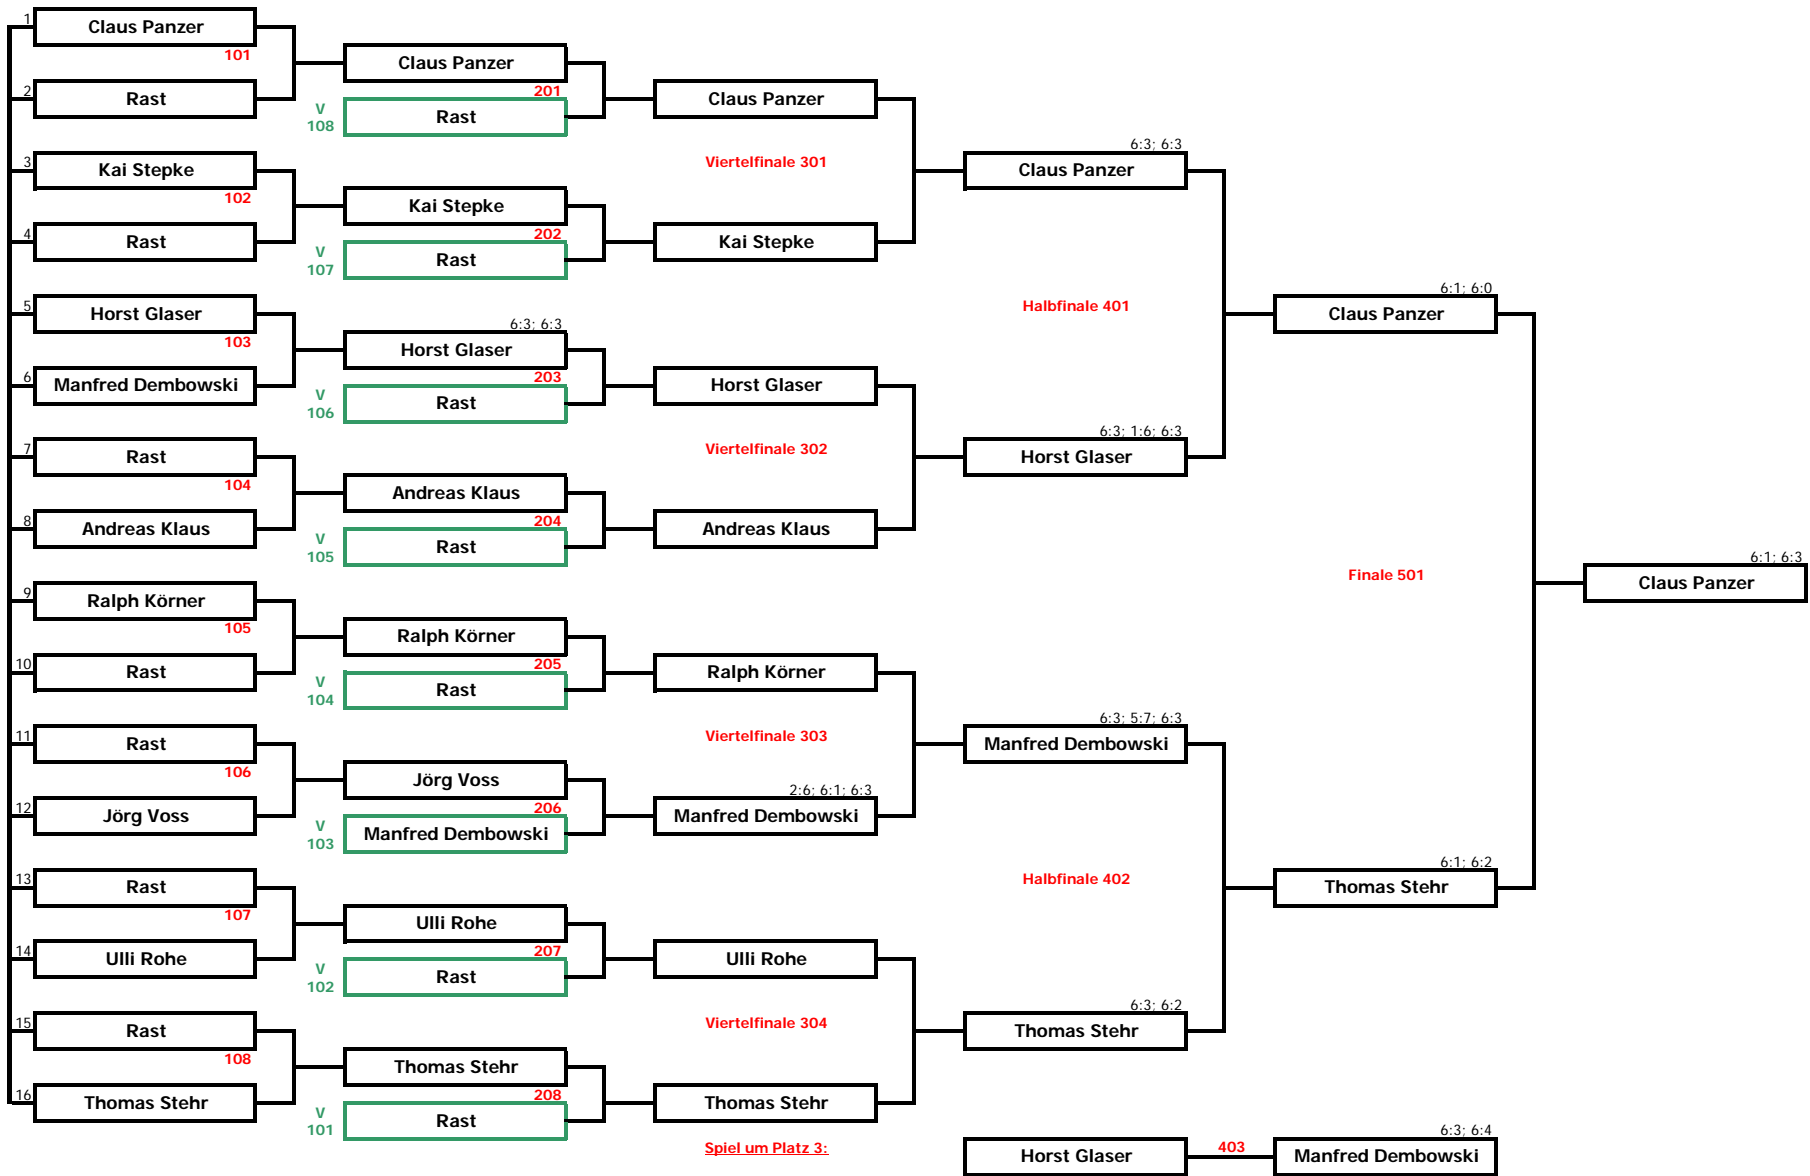 1 Claus Panzer
101
2 Rast
3 Kai Stepke
102
4 Rast
5 Horst Glaser
103
6 Manfred Dembowski
7 Rast
104
8 Andreas Klaus
9 Ralph Körner
105
10 Rast
11 Rast
106
12 Jörg Voss
13 Rast
107
14 Ulli Rohe
15 Rast
108
16 Thomas Stehr
Claus Panzer
201
V
108
Rast
Kai Stepke
202
V
107
Rast
6:3; 6:3
Horst Glaser
203
V
106
Rast
Andreas Klaus
204
V
105
Rast
Ralph Körner
205
V
104
Rast
Jörg Voss
206
V
103
Manfred Dembowski
Ulli Rohe
207
V
102
Rast
Thomas Stehr
208
V
101
Rast
Claus Panzer
Viertelfinale 301
Kai Stepke
Horst Glaser
Viertelfinale 302
Andreas Klaus
Ralph Körner
Viertelfinale 303
2:6; 6:1; 6:3
Manfred Dembowski
Ulli Rohe
Viertelfinale 304
Thomas Stehr
6:3; 6:3
Claus Panzer
Halbfinale 401
6:3; 1:6; 6:3
Horst Glaser
6:3; 5:7; 6:3
Manfred Dembowski
Halbfinale 402
6:3; 6:2
Thomas Stehr
6:1; 6:0
Claus Panzer
Finale 501
6:1; 6:2
Thomas Stehr
6:1; 6:3
Claus Panzer
Spiel um Platz 3:
Horst Glaser
403
6:3; 6:4
Manfred Dembowski